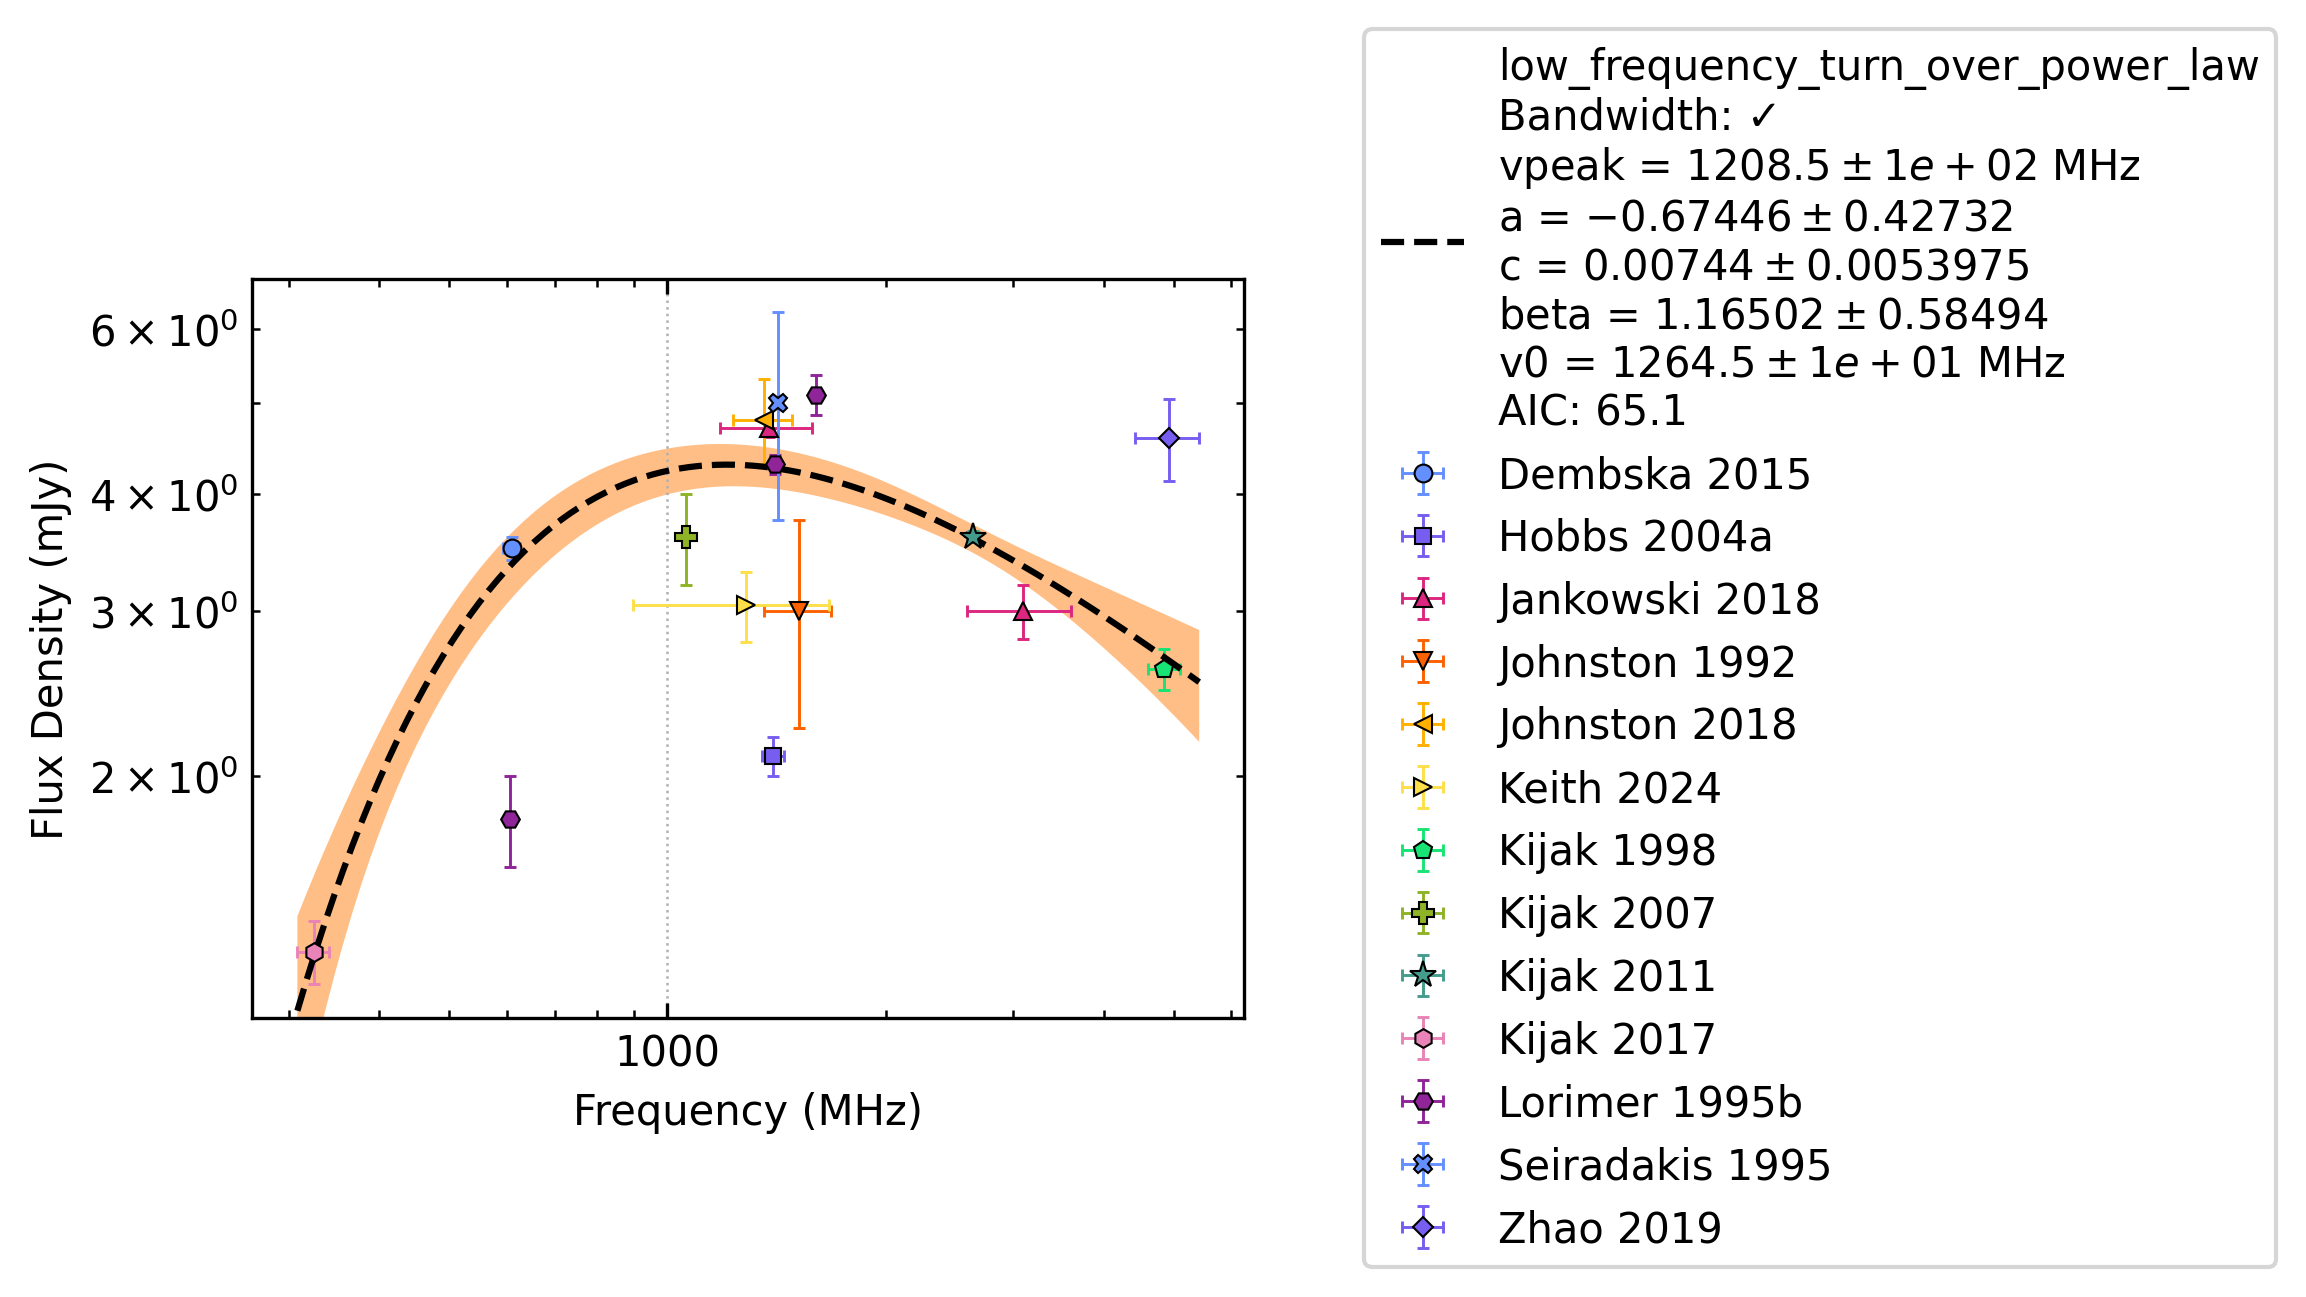 low_frequency_turn_over_power_law
Bandwidth: ✓
vpeak = 1208.5 ± 1e + 02 MHz
a = −0.67446 ± 0.42732
c = 0.00744 ± 0.0053975
beta = 1.16502 ± 0.58494
v0 = 1264.5 ± 1e + 01 MHz
AIC: 65.1
Dembska 2015
Hobbs 2004a
Jankowski 2018
Johnston 1992
Johnston 2018
Keith 2024
Kijak 1998
Kijak 2007
Kijak 2011
Kijak 2017
Lorimer 1995b
Seiradakis 1995
Zhao 2019
Flux Density (mJy)
6 × 10⁰
4 × 10⁰
3 × 10⁰
2 × 10⁰
1000
Frequency (MHz)